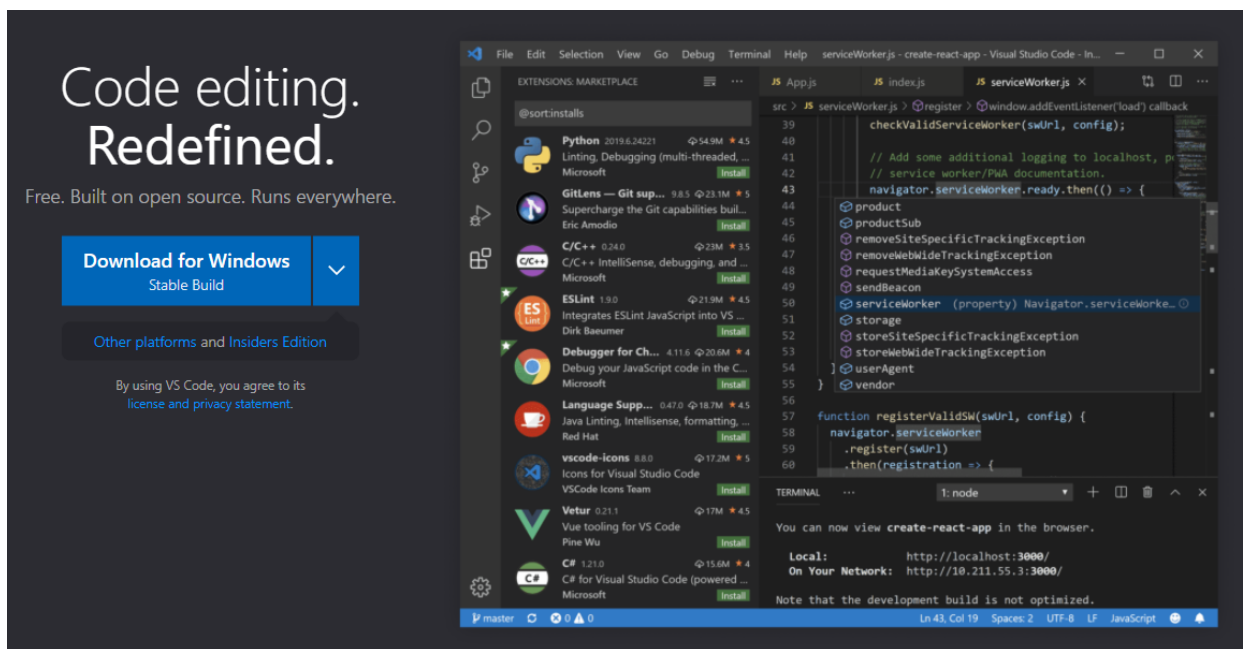 Code editing.
Redefined.
Free. Built on open source. Runs everywhere.
Download for Windows
Stable Build
Other platforms and Insiders Edition
By using VS Code, you agree to its
license and privacy statement.
File Edit Selection View Go Debug Terminal Help serviceWorker.js - create-react-app - Visual Studio Code - In...
EXTENSIONS: MARKETPLACE
@sort:installs
Python 2019.6.24221 54.9M ★ 4.5
Linting, Debugging (multi-threaded, ...
Microsoft Install
GitLens — Git sup... 9.8.5 23.1M ★ 5
Supercharge the Git capabilities buil...
Eric Amodio Install
C/C++ 0.24.0 23M ★ 3.5
C/C++ IntelliSense, debugging, and ...
Microsoft Install
ESLint 1.9.0 21.9M ★ 4.5
Integrates ESLint JavaScript into VS ...
Dirk Baeumer Install
Debugger for Ch... 4.11.6 20.6M ★ 4
Debug your JavaScript code in the C...
Microsoft Install
Language Supp... 0.47.0 18.7M ★ 4.5
Java Linting, Intellisense, formatting, ...
Red Hat Install
vscode-icons 8.8.0 17.2M ★ 5
Icons for Visual Studio Code
VSCode Icons Team Install
Vetur 0.21.1 17M ★ 4.5
Vue tooling for VS Code
Pine Wu Install
C# 1.21.0 15.6M ★ 4
C# for Visual Studio Code (powered ...
Microsoft Install
C/C++
ES
Lint
C#
JS App.js JS index.js JS serviceWorker.js
src > JS serviceWorker.js > register > window.addEventListener('load') callback
39 checkValidServiceWorker(swUrl, config);
40
41 // Add some additional logging to localhost, p
42 // service worker/PWA documentation.
43 navigator.serviceWorker.ready.then(() => {
44 product
45 productSub
46 removeSiteSpecificTrackingException
47 removeWebWideTrackingException
48 requestMediaKeySystemAccess
49 sendBeacon
50 serviceWorker (property) Navigator.serviceWorke...
51 storage
52 storeSiteSpecificTrackingException
53 storeWebWideTrackingException
54 } userAgent
55 } vendor
56
57 function registerValidSW(swUrl, config) {
58 navigator.serviceWorker
59 .register(swUrl)
60 .then(registration => {
TERMINAL ... 1: node
You can now view create-react-app in the browser.
Local: http://localhost:3000/
On Your Network: http://10.211.55.3:3000/
Note that the development build is not optimized.
master 0 0 Ln 43, Col 19 Spaces: 2 UTF-8 LF JavaScript